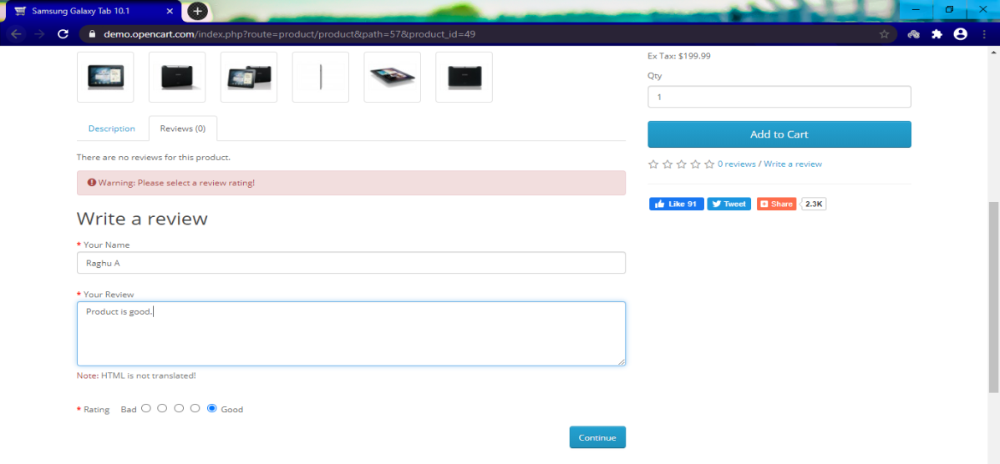 Samsung Galaxy Tab 10.1
demo.opencart.com/index.php?route=product/product&path=57&product_id=49
Ex Tax: $199.99
Qty
1
Add to Cart
0 reviews / Write a review
Like 91 Tweet Share 2.3K
Description Reviews (0)
There are no reviews for this product.
Warning: Please select a review rating!
Write a review
* Your Name
Raghu A
* Your Review
Product is good.
Note: HTML is not translated!
* Rating Bad Good
Continue